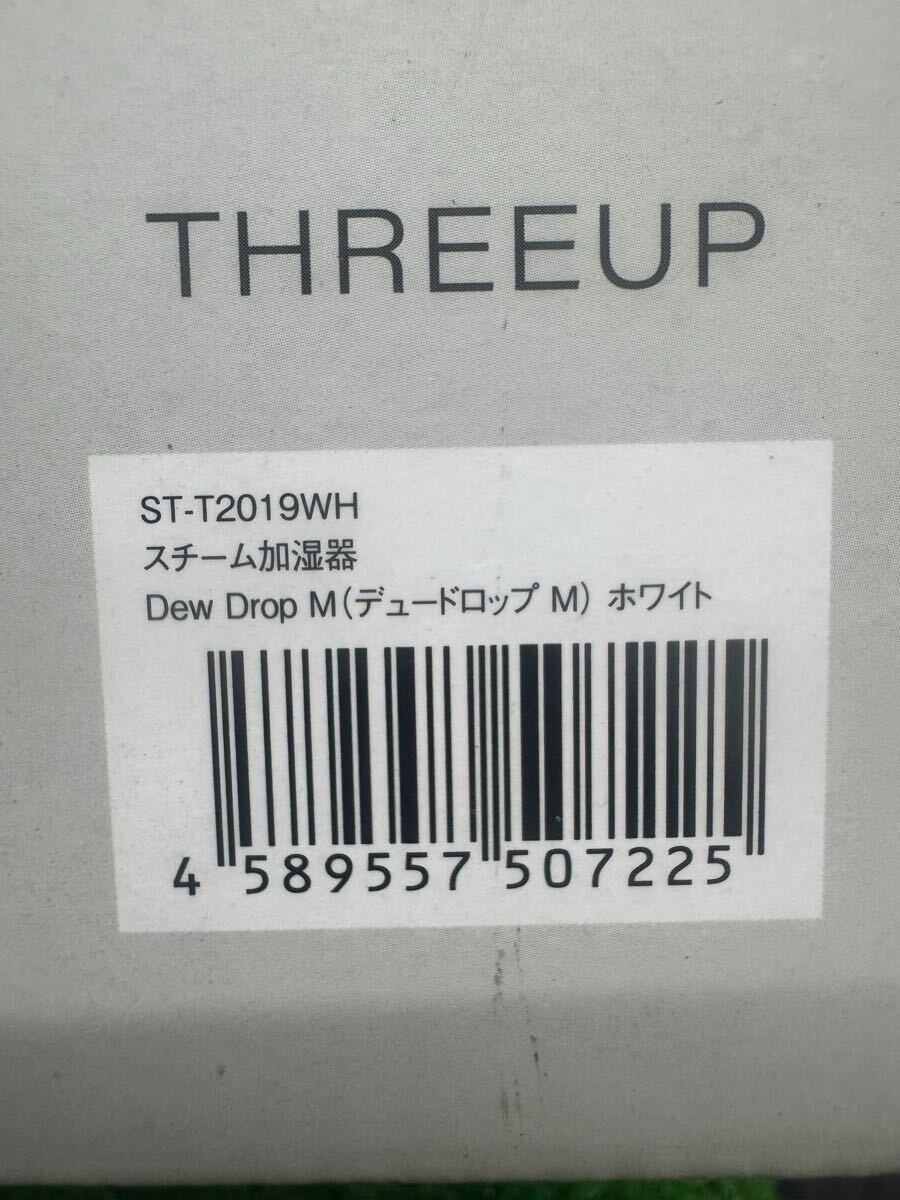 THREEUP
ST-T2019WH
スチーム加湿器
Dew Drop M(デュードロップ M) ホワイト
4 589557 507225